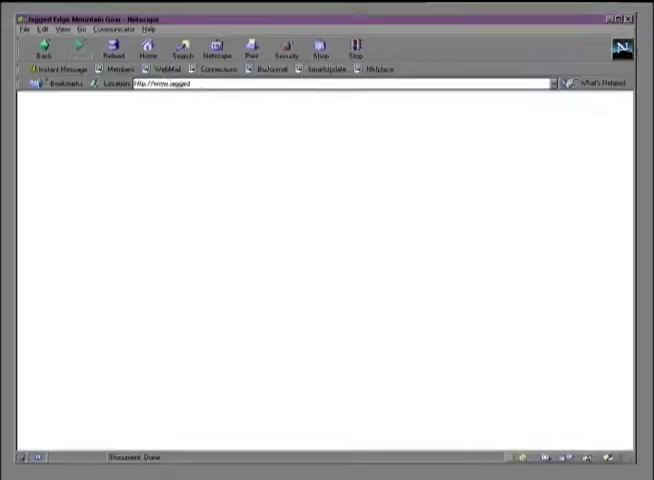 Jagged Edge Mountain Gear - Netscape
File Edit View Go Communicator Help
Back Reload Home Search Netscape Print Security Shop Stop
Instant Message Members WebMail Connections BizJournal SmartUpdate Mktplace
Bookmarks Location http://www.jagged What's Related
N
Document: Done